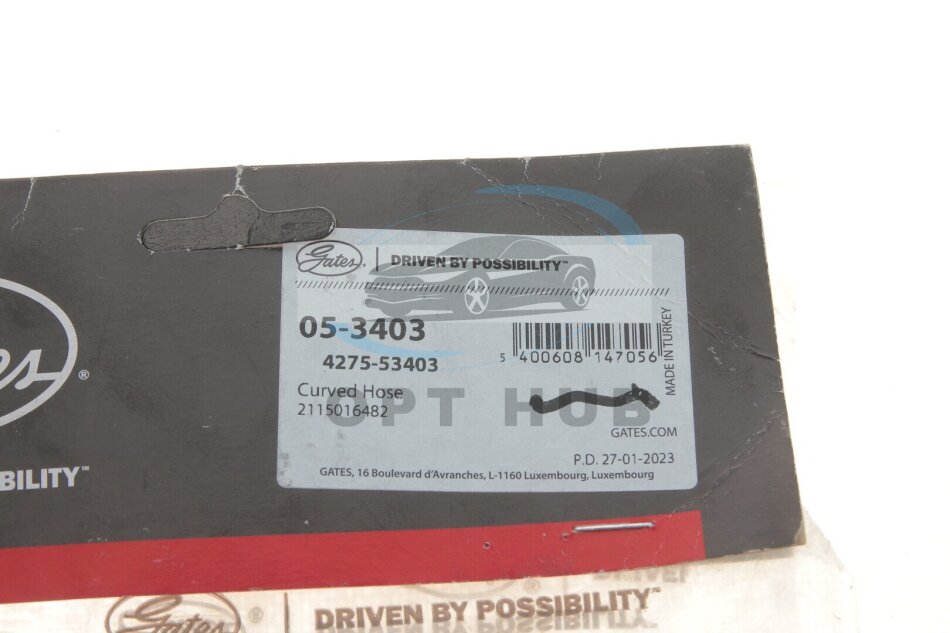 Gates® | DRIVEN BY POSSIBILITY™
05-3403
4275-53403
5 400608 147056
MADE IN TURKEY
Curved Hose
2115016482
OPT HUB
GATES.COM
P.D. 27-01-2023
GATES, 16 Boulevard d'Avranches, L-1160 Luxembourg, Luxembourg
es®
SIBILITY™
Gates® | DRIVEN BY POSSIBILITY™